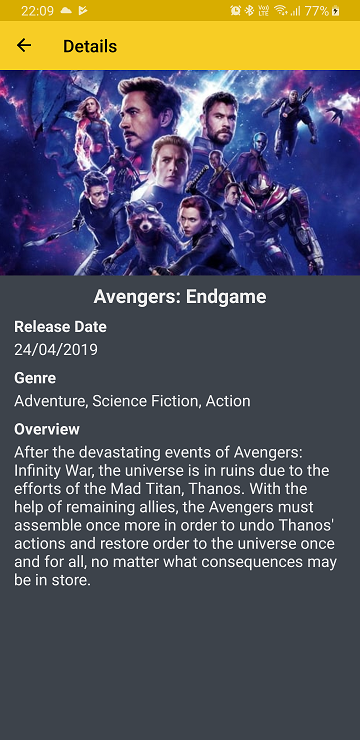 22:09 Vo) LTE 77%
Details
Avengers: Endgame
Release Date
24/04/2019
Genre
Adventure, Science Fiction, Action
Overview
After the devastating events of Avengers:
Infinity War, the universe is in ruins due to the
efforts of the Mad Titan, Thanos. With the
help of remaining allies, the Avengers must
assemble once more in order to undo Thanos'
actions and restore order to the universe once
and for all, no matter what consequences may
be in store.